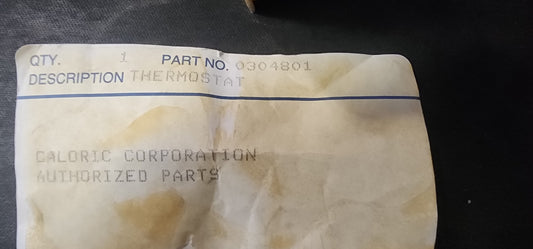 QTY. 1 PART NO. 0304801
DESCRIPTION THERMOSTAT
CALORIC CORPORATION
AUTHORIZED PARTS